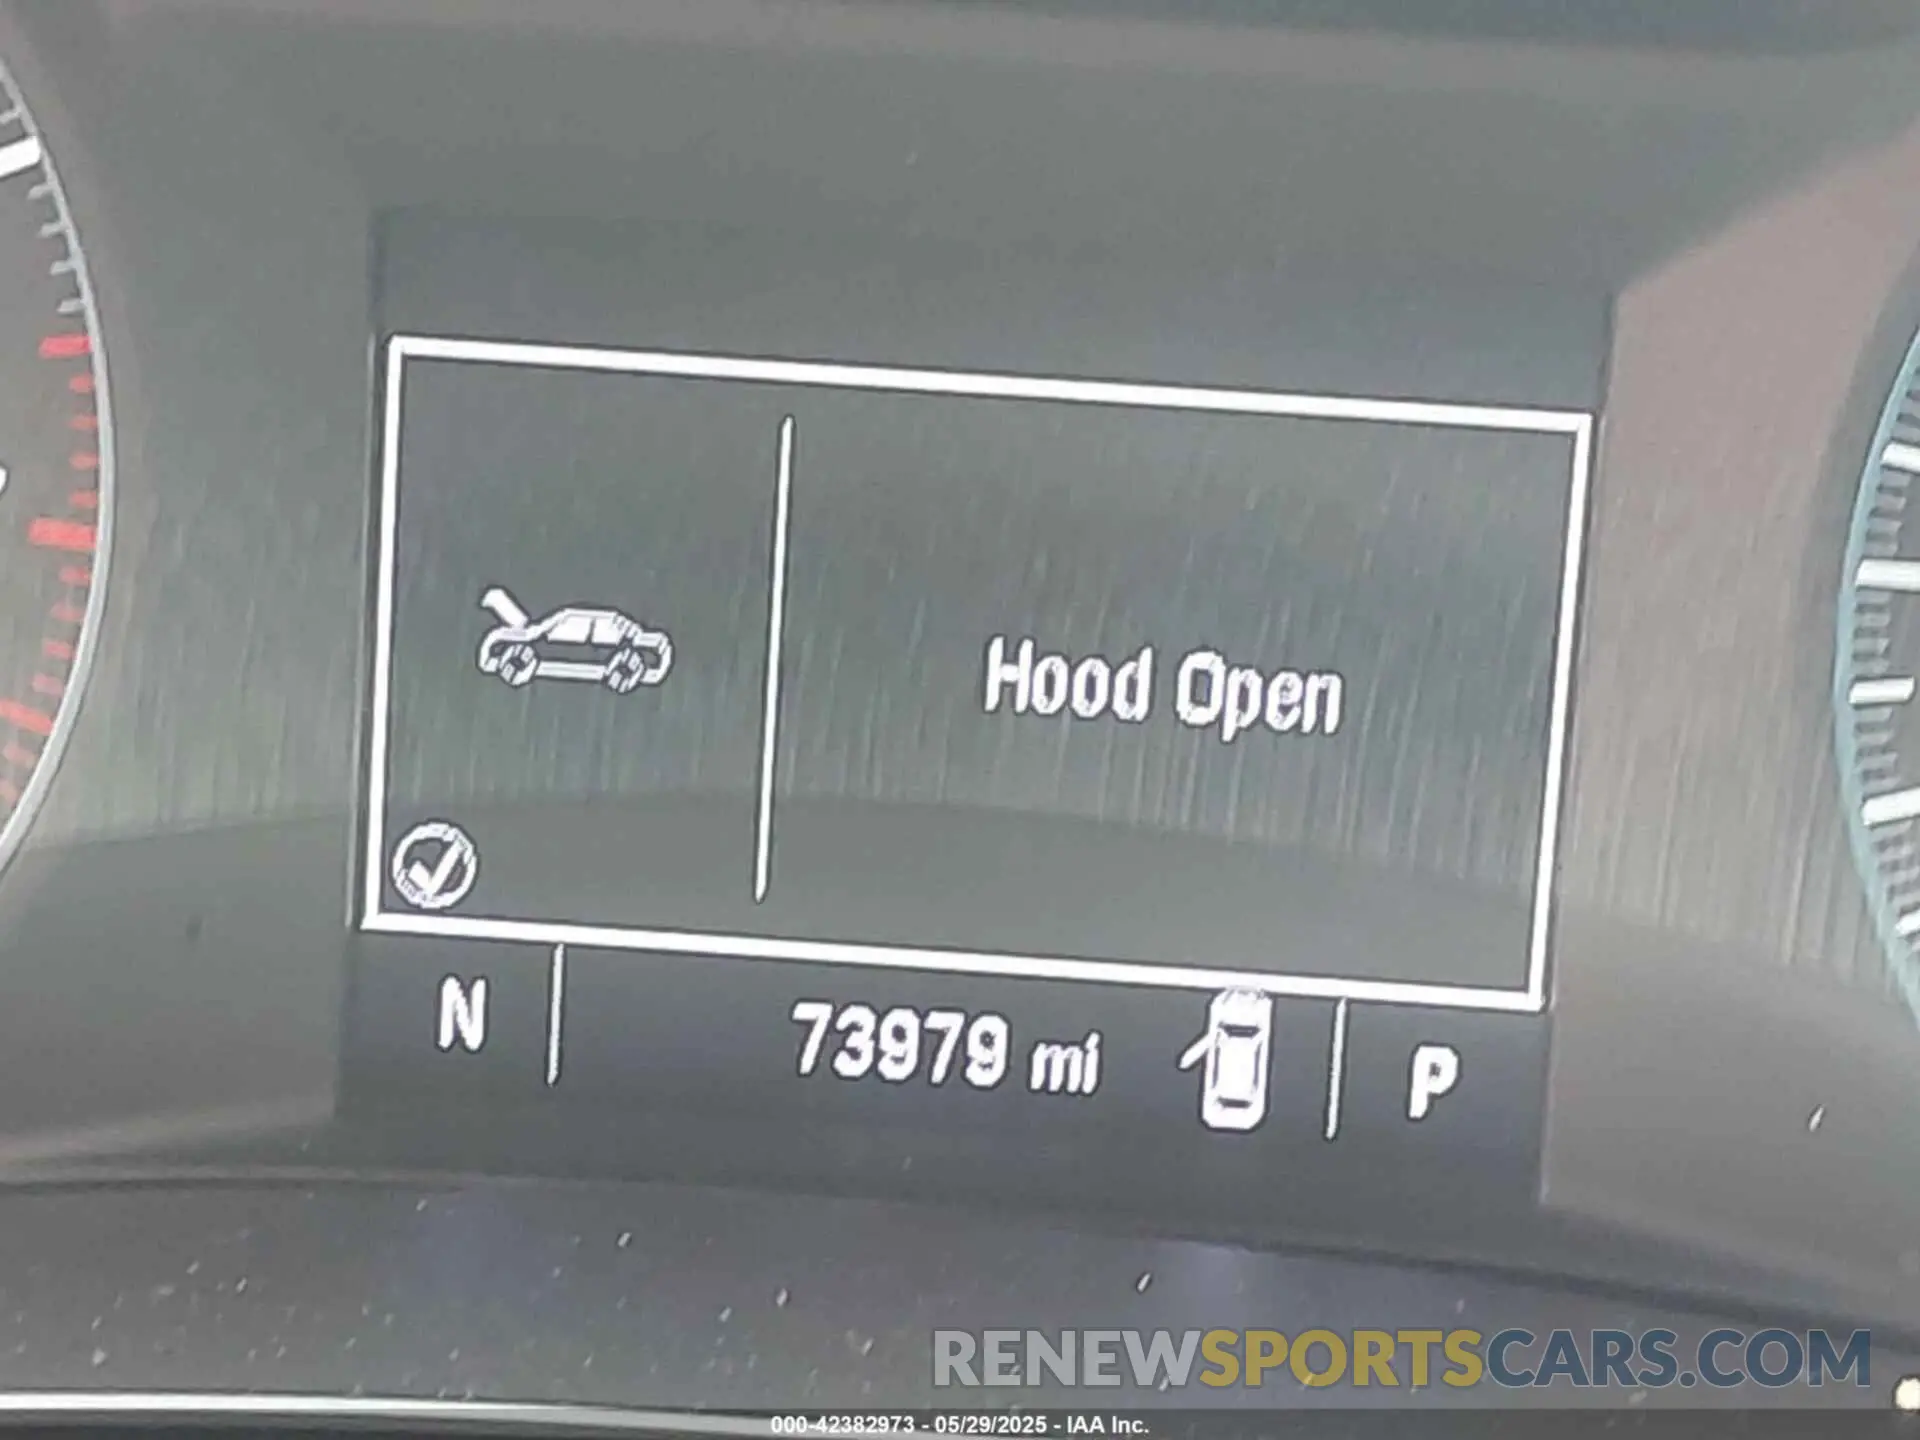 Hood Open
N 73979 mi P
RENEWSPORTSCARS.COM
000-42382973 - 05/29/2025 - IAA Inc.